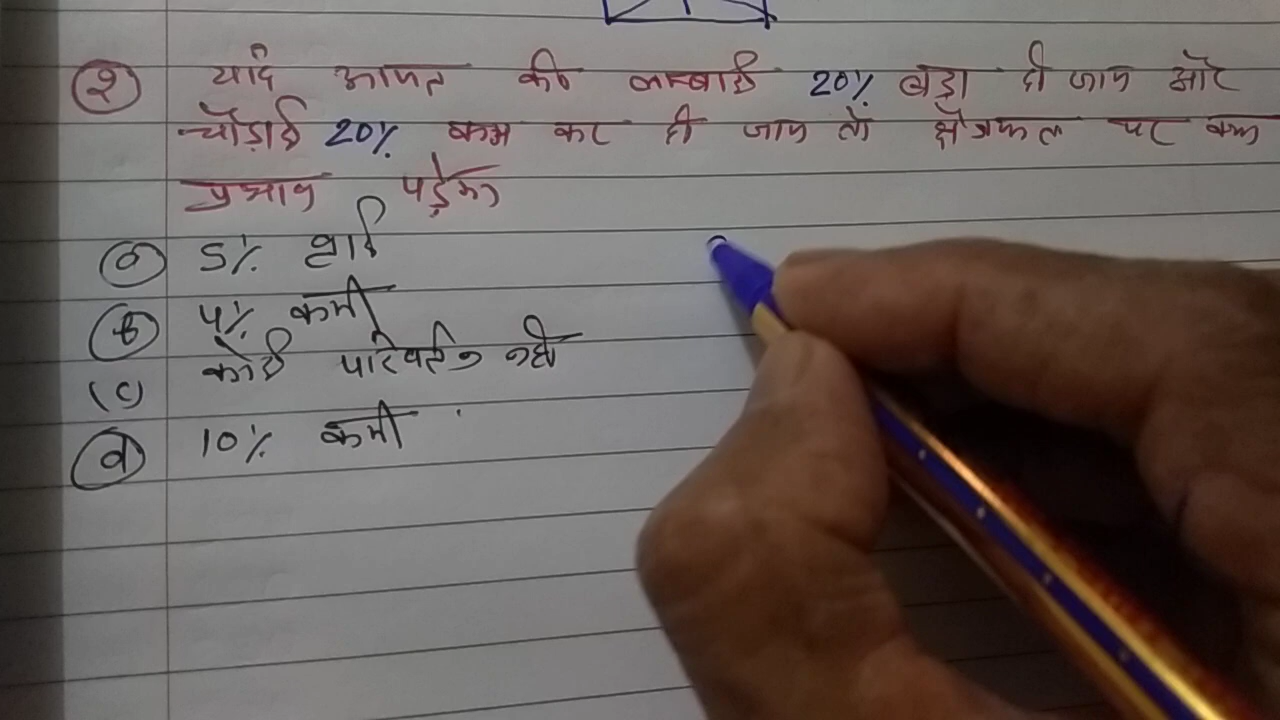 २ यदि आयत की लम्बाई 20% बढ़ा दी जाय और
चौड़ाई 20% कम कर दी जाय तो क्षेत्रफल पर क्या
प्रभाव पड़ेगा
a 5% वृद्धि
b 4% कमी
(c) कोई परिवर्तन नही
d 10% कमी